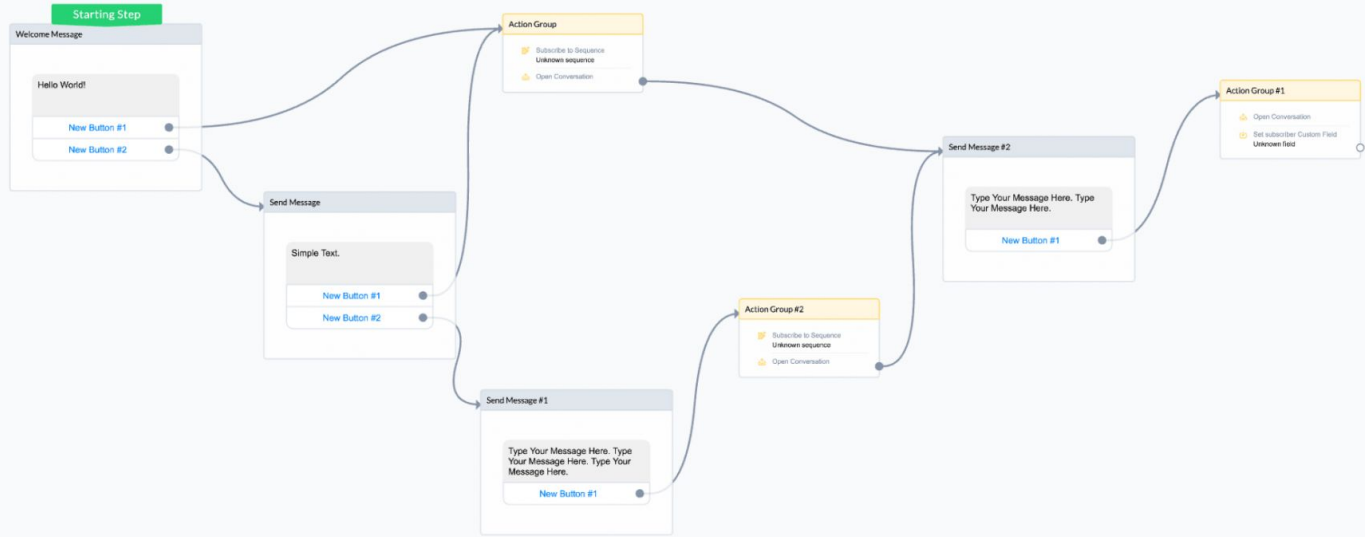 Starting Step
Welcome Message
Hello World!
New Button #1
New Button #2
Send Message
Simple Text.
New Button #1
New Button #2
Action Group
Subscribe to Sequence
Unknown sequence
Open Conversation
Send Message #1
Type Your Message Here. Type
Your Message Here. Type Your
Message Here.
New Button #1
Action Group #2
Subscribe to Sequence
Unknown sequence
Open Conversation
Send Message #2
Type Your Message Here. Type
Your Message Here.
New Button #1
Action Group #1
Open Conversation
Set subscriber Custom Field
Unknown field